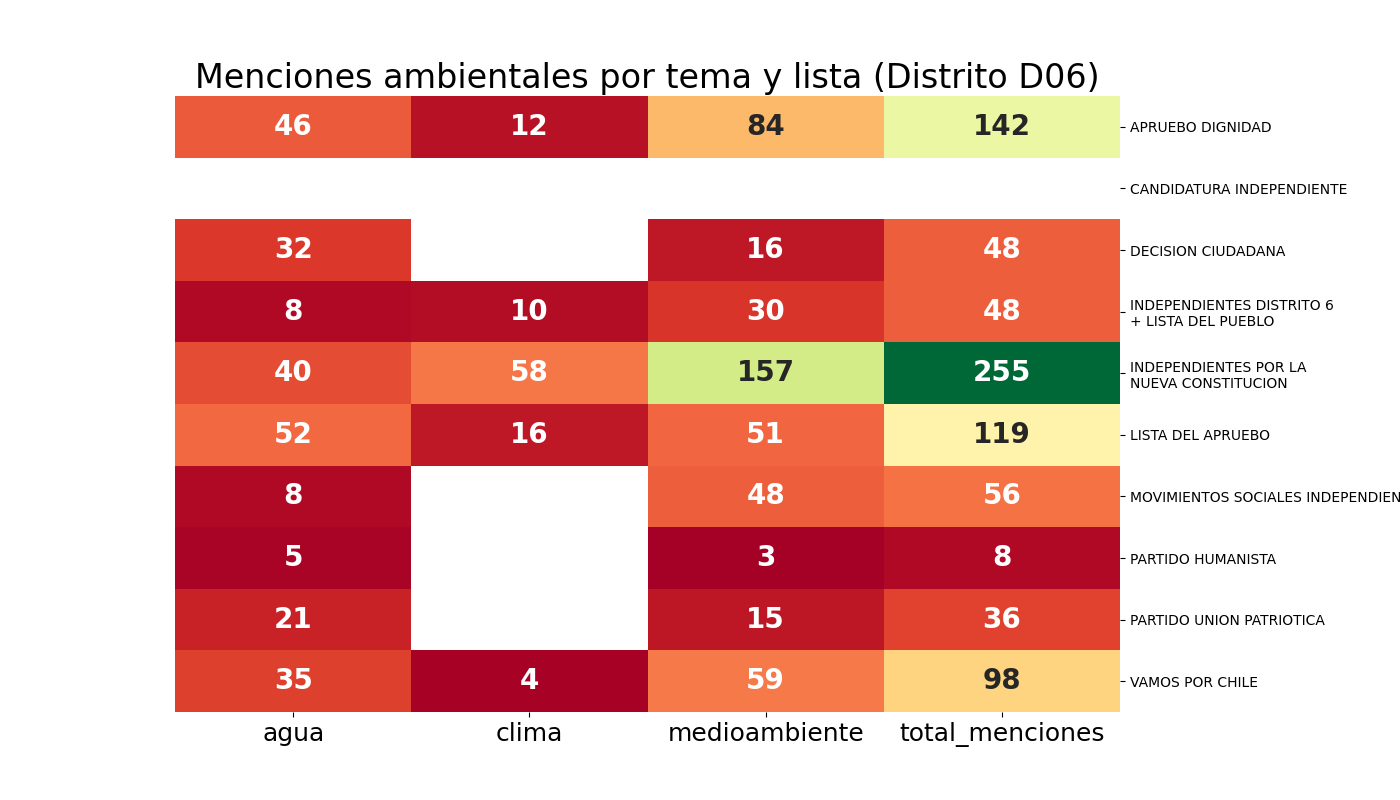 Menciones ambientales por tema y lista (Distrito D06)
46 12 84 142 APRUEBO DIGNIDAD
CANDIDATURA INDEPENDIENTE
32 16 48 DECISION CIUDADANA
8 10 30 48 INDEPENDIENTES DISTRITO 6
+ LISTA DEL PUEBLO
40 58 157 255 INDEPENDIENTES POR LA
NUEVA CONSTITUCION
52 16 51 119 LISTA DEL APRUEBO
8 48 56 MOVIMIENTOS SOCIALES INDEPENDIEN
5 3 8 PARTIDO HUMANISTA
21 15 36 PARTIDO UNION PATRIOTICA
35 4 59 98 VAMOS POR CHILE
agua clima medioambiente total_menciones